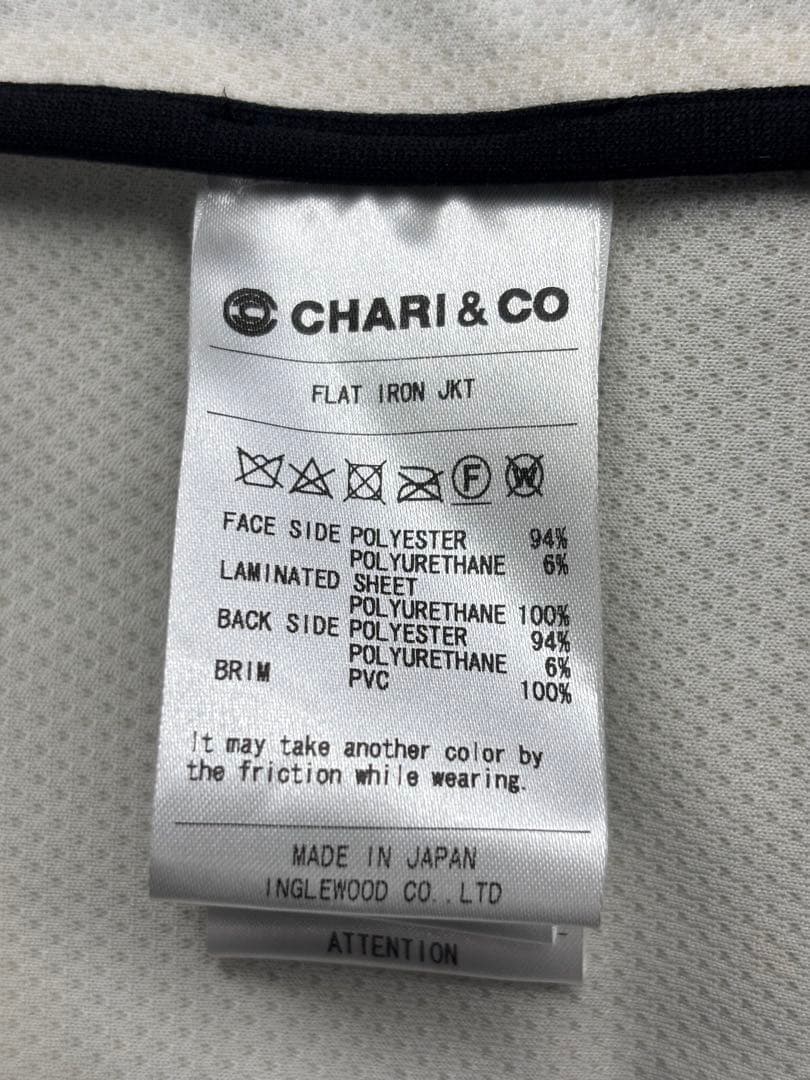 CHARI & CO
FLAT IRON JKT
F W
FACE SIDE POLYESTER 94%
POLYURETHANE 6%
LAMINATED SHEET
POLYURETHANE 100%
BACK SIDE POLYESTER 94%
POLYURETHANE 6%
BRIM PVC 100%
It may take another color by
the friction while wearing.
MADE IN JAPAN
INGLEWOOD CO.,LTD
ATTENTION